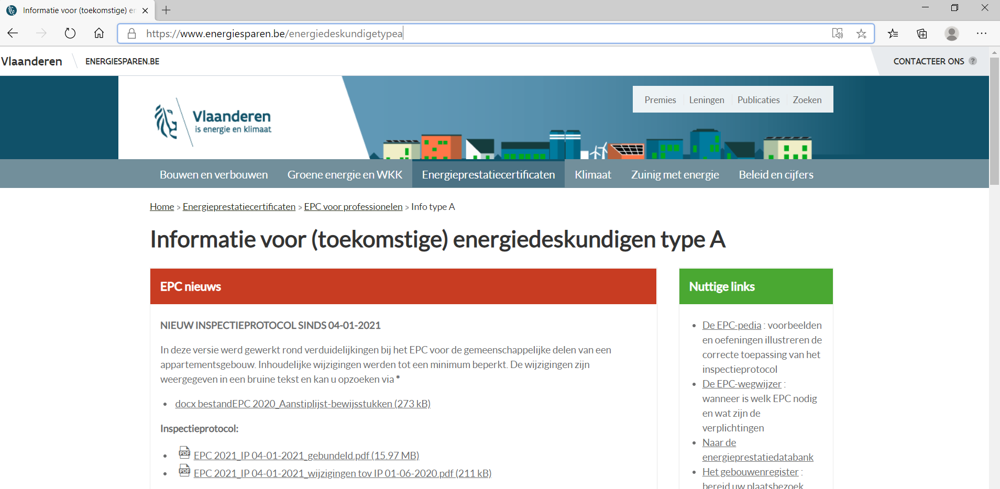 Informatie voor (toekomstige) en
https://www.energiesparen.be/energiedeskundigetypea
Vlaanderen
ENERGIESPAREN.BE
CONTACTEER ONS ?
Premies
Leningen
Publicaties
Zoeken
Vlaanderen
is energie en klimaat
Bouwen en verbouwen
Groene energie en WKK
Energieprestatiecertificaten
Klimaat
Zuinig met energie
Beleid en cijfers
Home > Energieprestatiecertificaten > EPC voor professionelen > Info type A
Informatie voor (toekomstige) energiedeskundigen type A
EPC nieuws
NIEUW INSPECTIEPROTOCOL SINDS 04-01-2021
In deze versie werd gewerkt rond verduidelijkingen bij het EPC voor de gemeenschappelijke delen van een
appartementsgebouw. Inhoudelijke wijzigingen werden tot een minimum beperkt. De wijzigingen zijn
weergegeven in een bruine tekst en kan u opzoeken via *
• docx bestandEPC 2020_Aanstiplijst-bewijsstukken (273 kB)
Inspectieprotocol:
• PDF EPC 2021_IP 04-01-2021_gebundeld.pdf (15.97 MB)
• PDF EPC 2021_IP 04-01-2021_wijzigingen tov IP 01-06-2020.pdf (211 kB)
Nuttige links
• De EPC-pedia : voorbeelden
en oefeningen illustreren de
correcte toepassing van het
inspectieprotocol
• De EPC-wegwijzer :
wanneer is welk EPC nodig
en wat zijn de
verplichtingen
• Naar de
energieprestatiedatabank
• Het gebouwenregister :
bereid uw plaatsbezoek